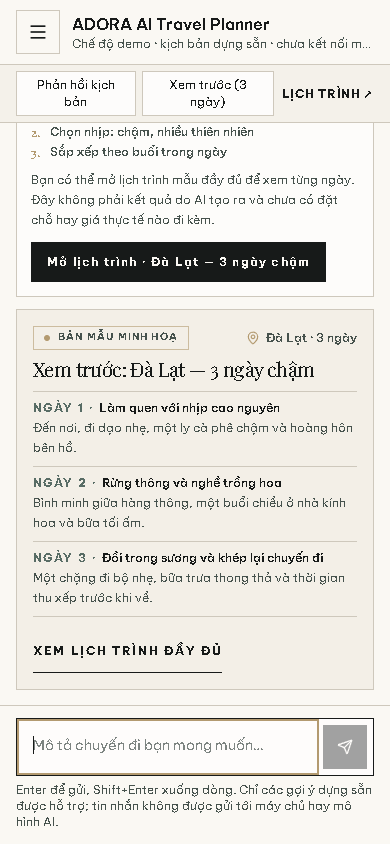 ADORA AI Travel Planner
Chế độ demo · kịch bản dựng sẵn · chưa kết nối m...
Phản hồi kịch
bản
Xem trước (3
ngày)
LỊCH TRÌNH ↗
2. Chọn nhịp: chậm, nhiều thiên nhiên
3. Sắp xếp theo buổi trong ngày
Bạn có thể mở lịch trình mẫu đầy đủ để xem từng ngày.
Đây không phải kết quả do AI tạo ra và chưa có đặt
chỗ hay giá thực tế nào đi kèm.
Mở lịch trình · Đà Lạt — 3 ngày chậm
BẢN MẪU MINH HOẠ
Đà Lạt · 3 ngày
Xem trước: Đà Lạt — 3 ngày chậm
NGÀY 1 · Làm quen với nhịp cao nguyên
Đến nơi, đi dạo nhẹ, một ly cà phê chậm và hoàng hôn
bên hồ.
NGÀY 2 · Rừng thông và nghề trồng hoa
Bình minh giữa hàng thông, một buổi chiều ở nhà kính
hoa và bữa tối ấm.
NGÀY 3 · Đồi trong sương và khép lại chuyến đi
Một chặng đi bộ nhẹ, bữa trưa thong thả và thời gian
thu xếp trước khi về.
XEM LỊCH TRÌNH ĐẦY ĐỦ
Mô tả chuyến đi bạn mong muốn...
Enter để gửi, Shift+Enter xuống dòng. Chỉ các gợi ý dựng sẵn
được hỗ trợ; tin nhắn không được gửi tới máy chủ hay mô
hình AI.